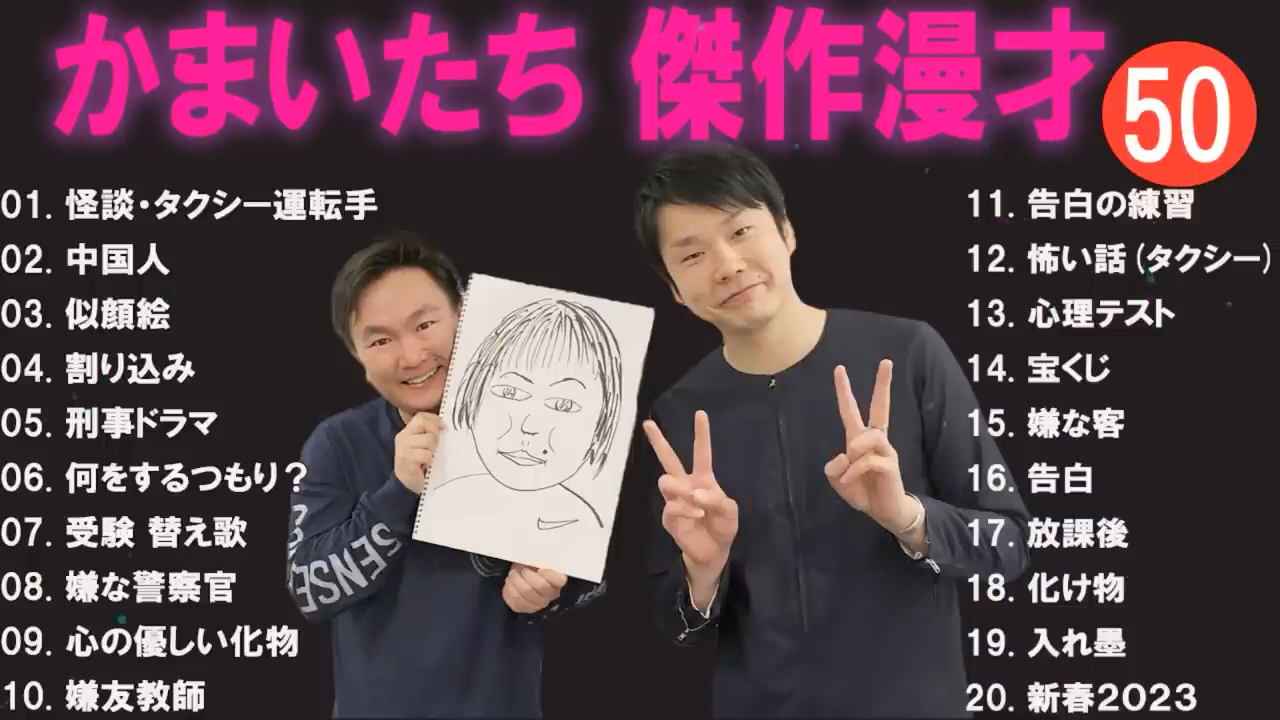 かまいたち 傑作漫才 50
01. 怪談・タクシー運転手
02. 中国人
03. 似顔絵
04. 割り込み
05. 刑事ドラマ
06. 何をするつもり？
07. 受験 替え歌
08. 嫌な警察官
09. 心の優しい化物
10. 嫌友教師
11. 告白の練習
12. 怖い話(タクシー)
13. 心理テスト
14. 宝くじ
15. 嫌な客
16. 告白
17. 放課後
18. 化け物
19. 入れ墨
20. 新春2023
SENSE